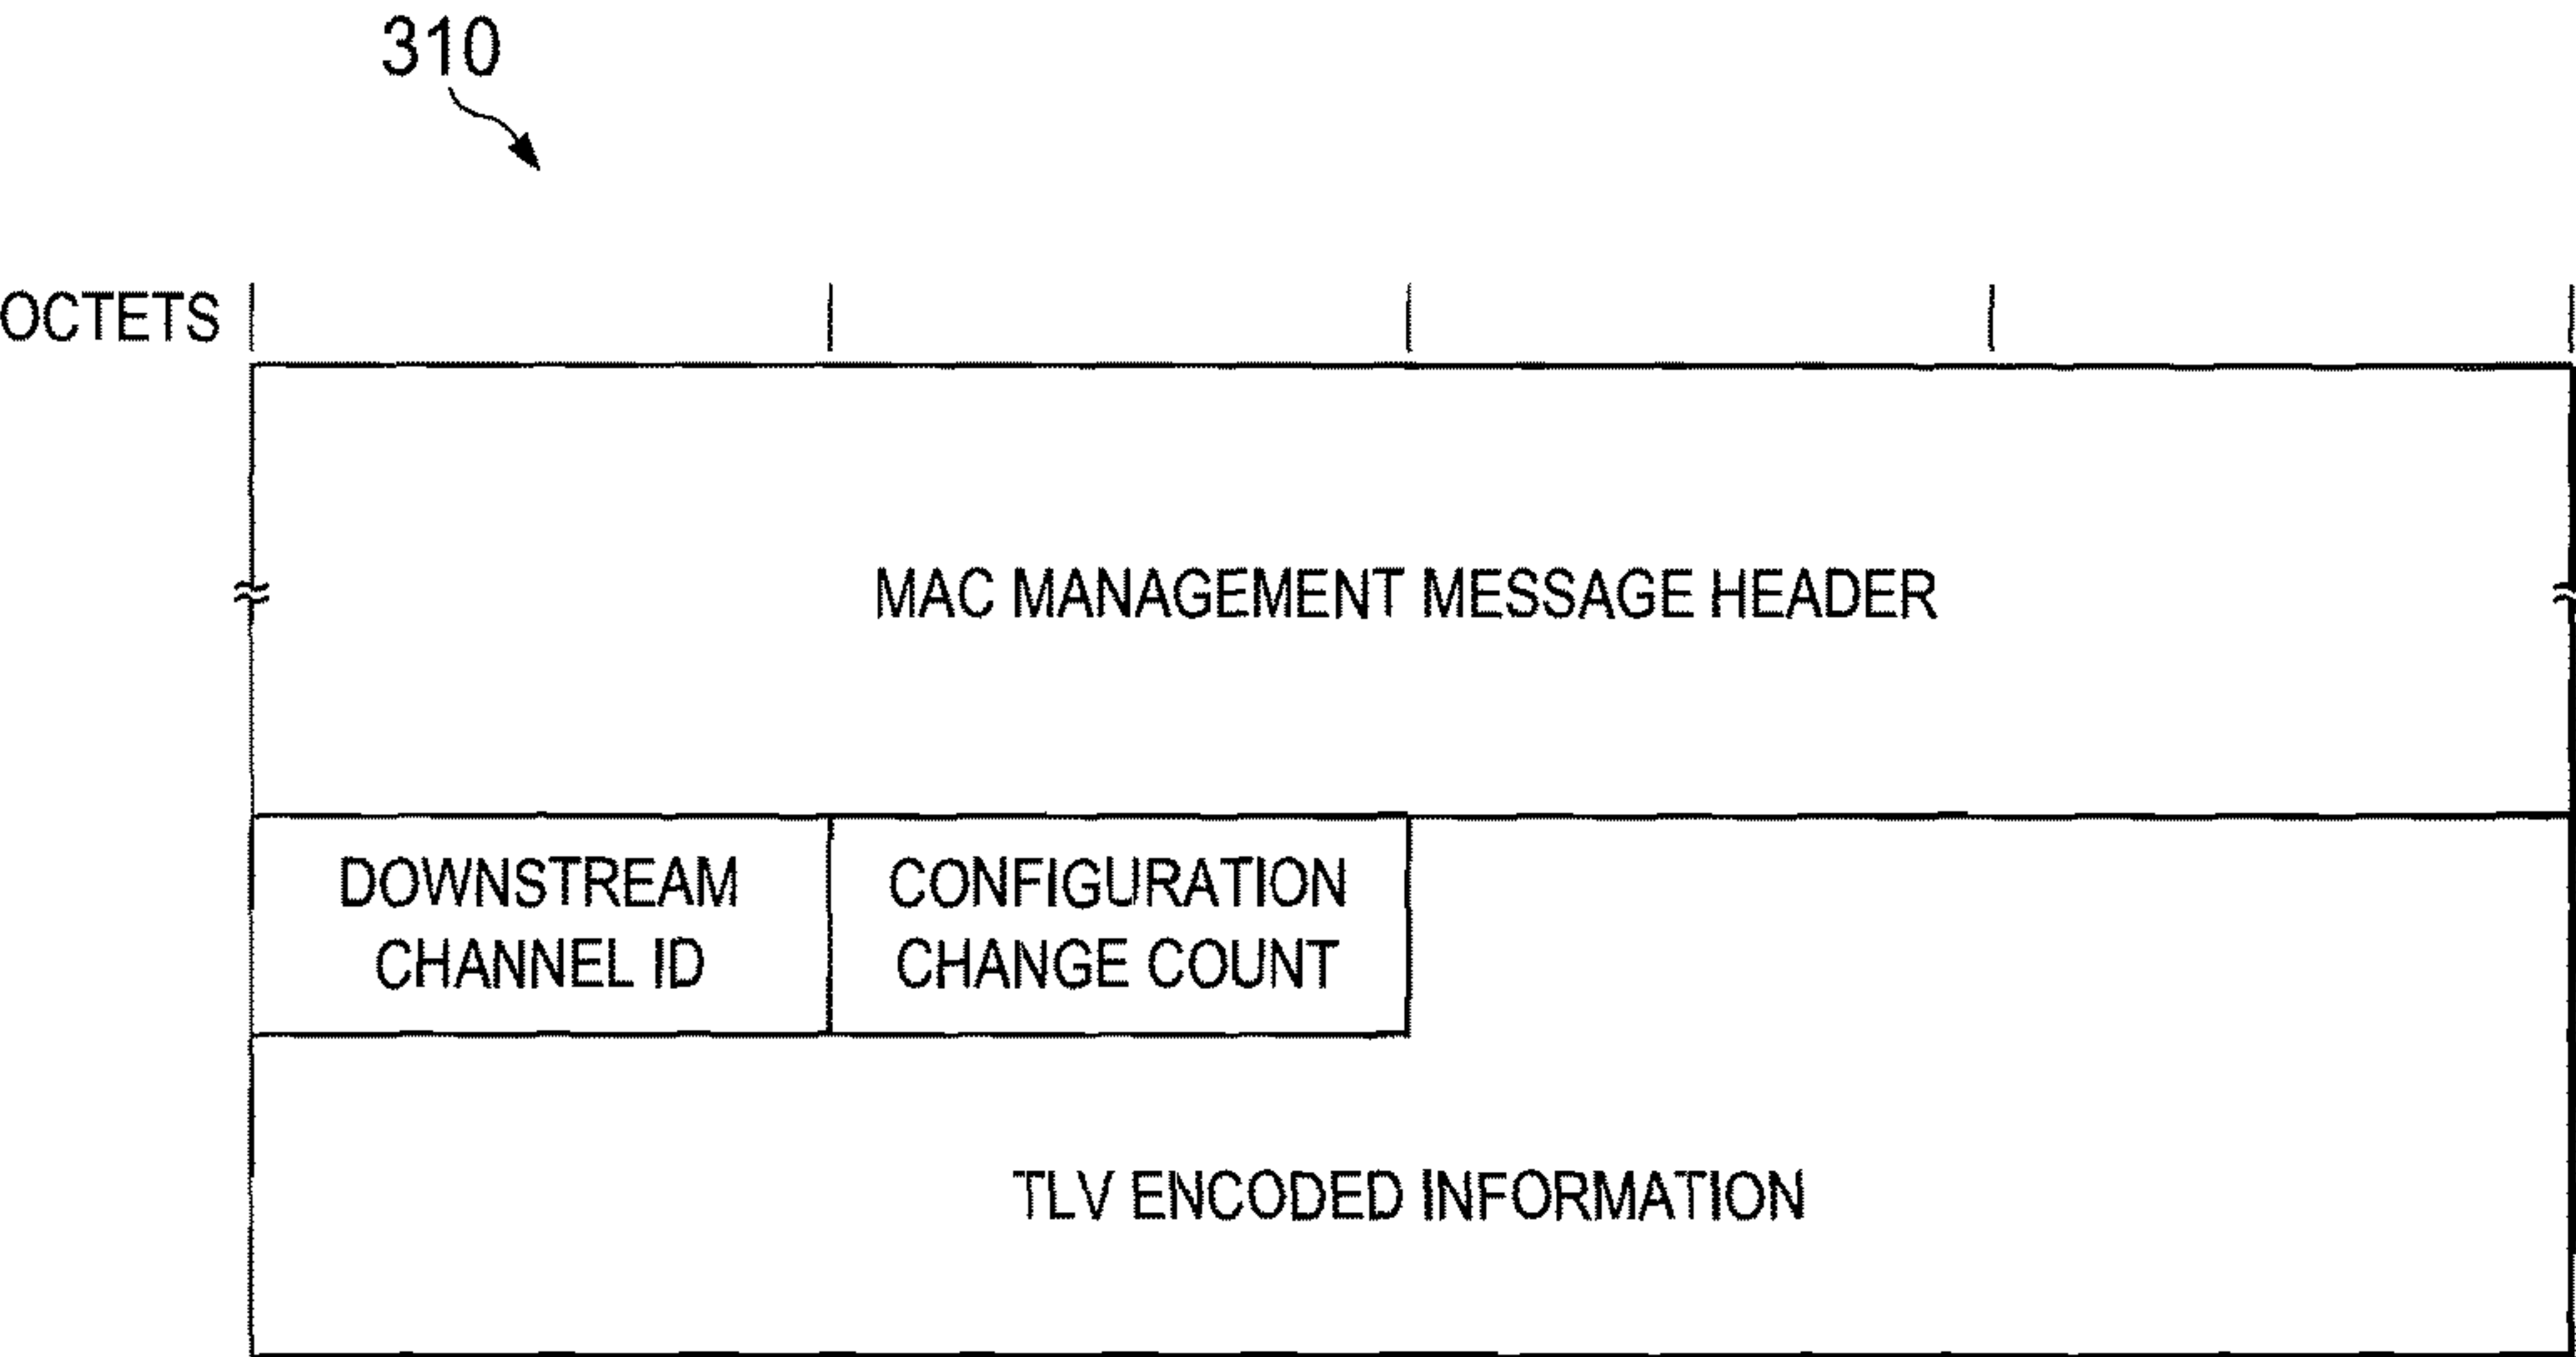 310
OCTETS
MAC MANAGEMENT MESSAGE HEADER
DOWNSTREAM
CHANNEL ID
CONFIGURATION
CHANGE COUNT
TLV ENCODED INFORMATION